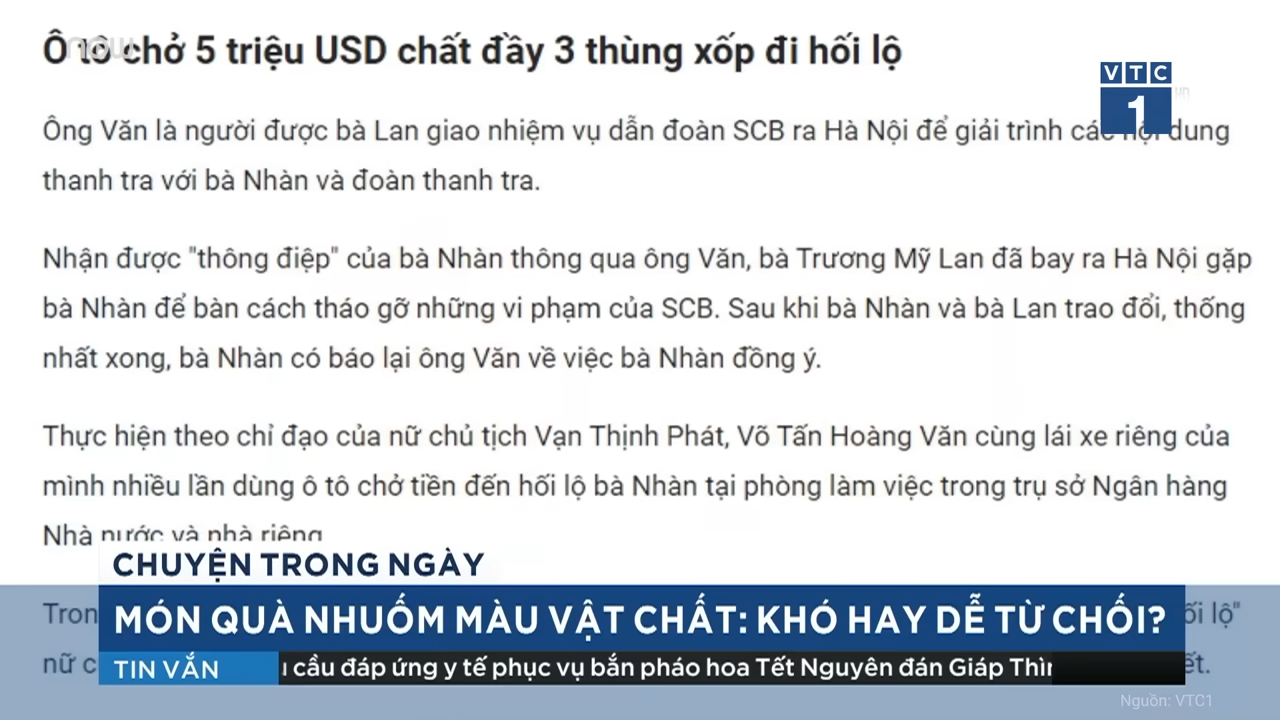 Ô tô chở 5 triệu USD chất đầy 3 thùng xốp đi hối lộ
now
VTC
1
Ông Văn là người được bà Lan giao nhiệm vụ dẫn đoàn SCB ra Hà Nội để giải trình các nội dung
thanh tra với bà Nhàn và đoàn thanh tra.
Nhận được "thông điệp" của bà Nhàn thông qua ông Văn, bà Trương Mỹ Lan đã bay ra Hà Nội gặp
bà Nhàn để bàn cách tháo gỡ những vi phạm của SCB. Sau khi bà Nhàn và bà Lan trao đổi, thống
nhất xong, bà Nhàn có báo lại ông Văn về việc bà Nhàn đồng ý.
Thực hiện theo chỉ đạo của nữ chủ tịch Vạn Thịnh Phát, Võ Tấn Hoàng Văn cùng lái xe riêng của
mình nhiều lần dùng ô tô chở tiền đến hối lộ bà Nhàn tại phòng làm việc trong trụ sở Ngân hàng
Nhà nước và nhà riêng
CHUYỆN TRONG NGÀY
MÓN QUÀ NHUỐM MÀU VẬT CHẤT: KHÓ HAY DỄ TỪ CHỐI?
TIN VẮN
cầu đáp ứng y tế phục vụ bắn pháo hoa Tết Nguyên đán Giáp Thìn
Nguồn: VTC1